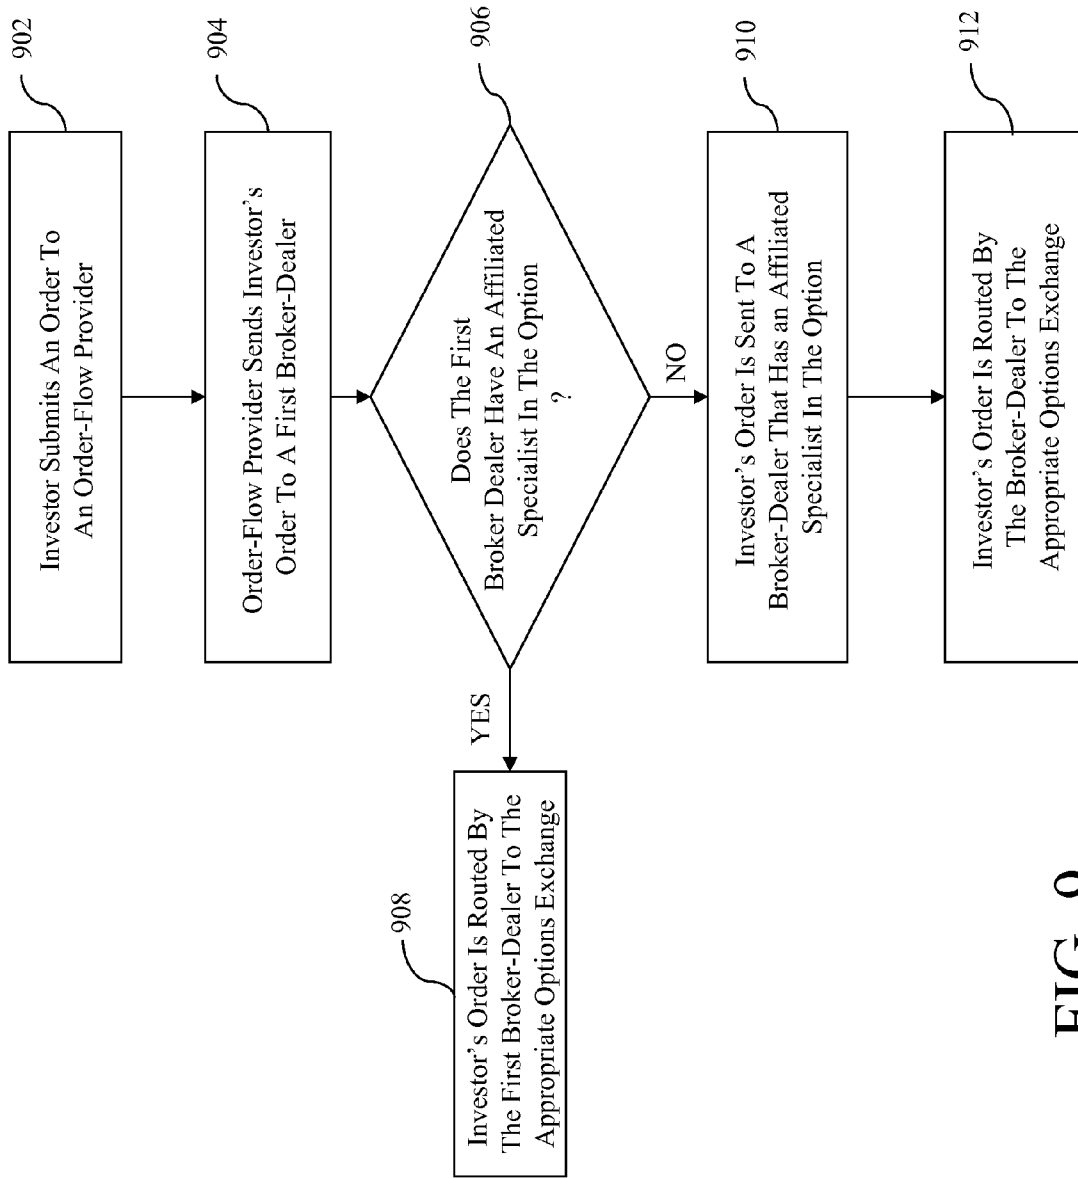 902
Investor Submits An Order To
An Order-Flow Provider
904
Order-Flow Provider Sends Investor's
Order To A First Broker-Dealer
906
Does The First
Broker Dealer Have An Affiliated
Specialist In The Option
?
YES
NO
908
Investor's Order Is Routed By
The First Broker-Dealer To The
Appropriate Options Exchange
910
Investor's Order Is Sent To A
Broker-Dealer That Has an Affiliated
Specialist In The Option
912
Investor's Order Is Routed By
The Broker-Dealer To The
Appropriate Options Exchange
FIG. 9